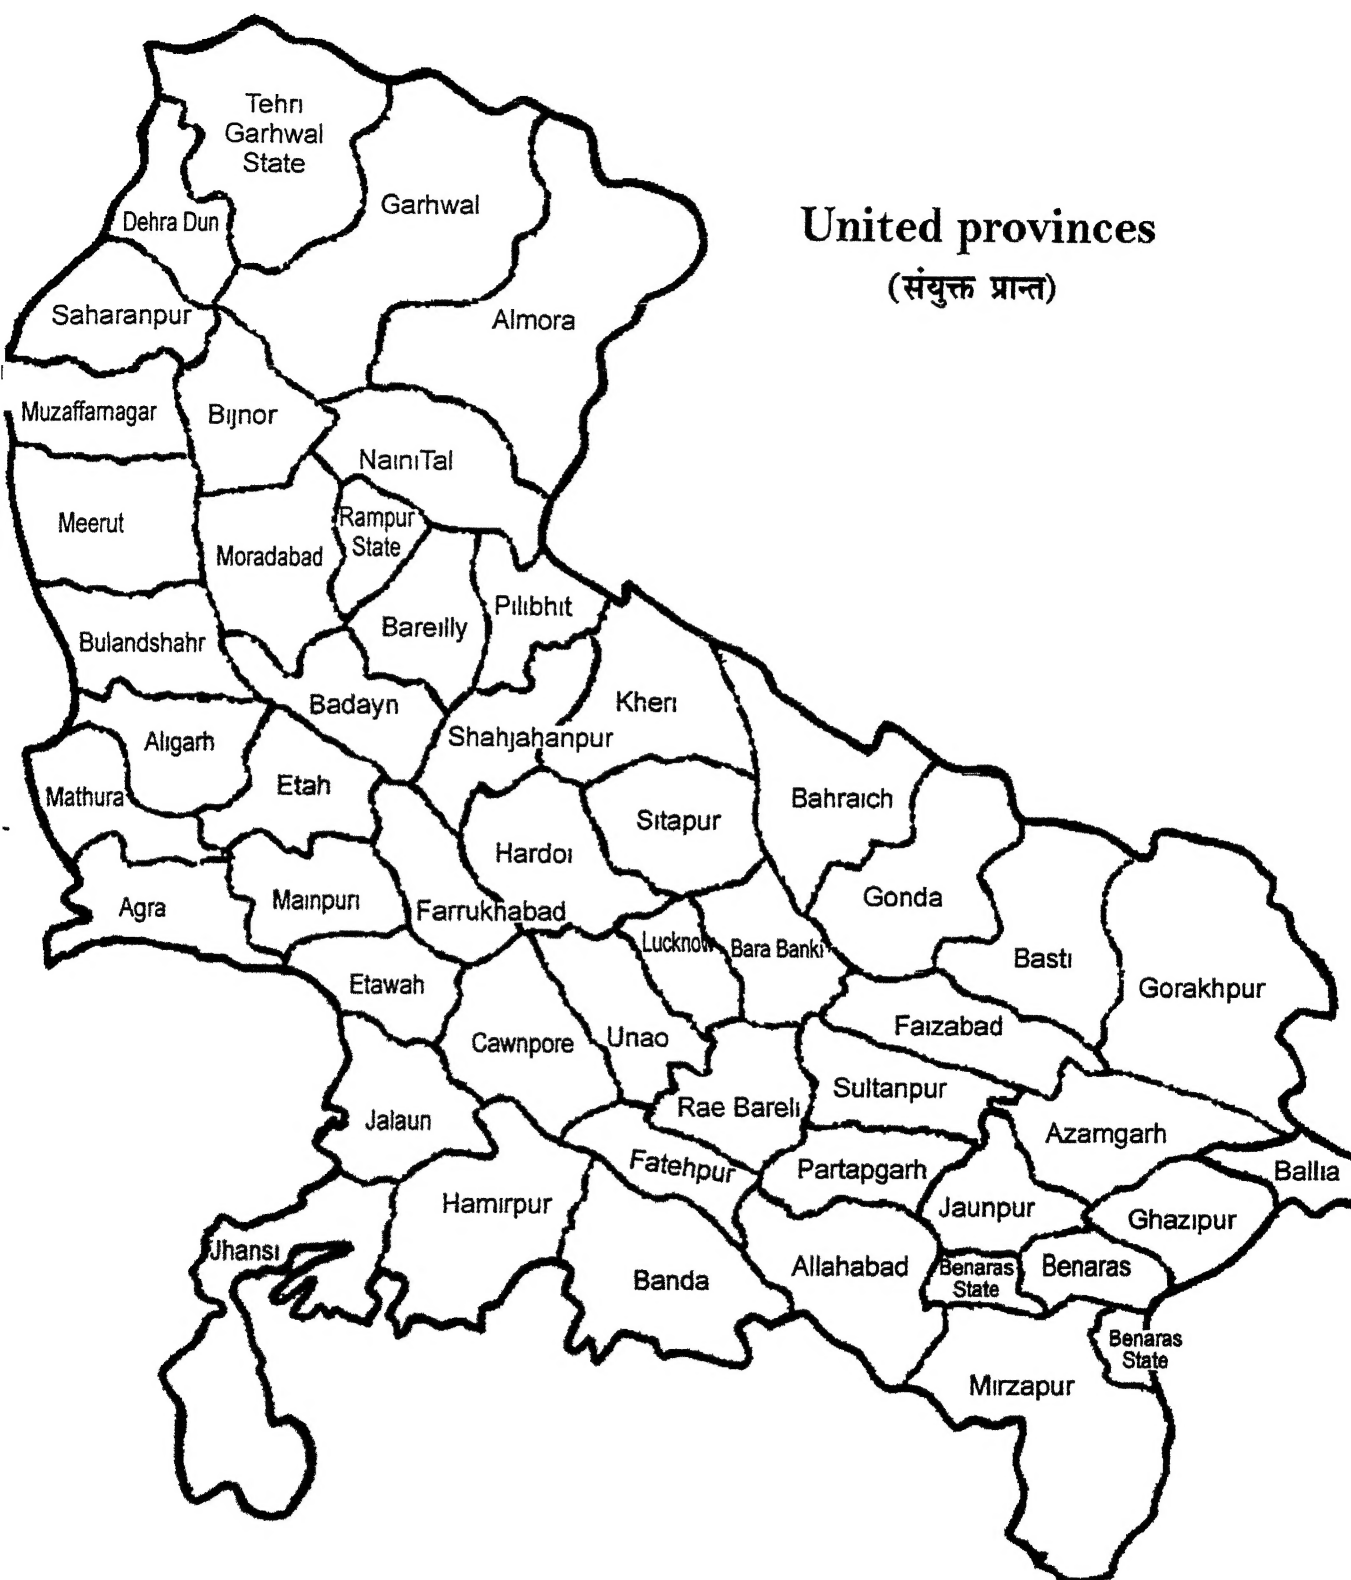 Tehri
Garhwal
State
Garhwal
Dehra Dun
United provinces
(संयुक्त प्रान्त)
Saharanpur
Almora
Muzaffarnagar
Bijnor
NainiTal
Meerut
Rampur
State
Moradabad
Pilibhit
Bareilly
Bulandshahr
Badayn
Kheri
Shahjahanpur
Aligarh
Etah
Mathura
Bahraich
Sitapur
Hardoi
Gonda
Agra
Mainpuri
Farrukhabad
Lucknow
Bara Banki
Basti
Etawah
Gorakhpur
Faizabad
Cawnpore
Unao
Sultanpur
Rae Bareli
Jalaun
Azamgarh
Fatehpur
Partapgarh
Ballia
Hamirpur
Jaunpur
Ghazipur
Jhansi
Banda
Allahabad
Benaras
State
Benaras
Benaras
State
Mirzapur